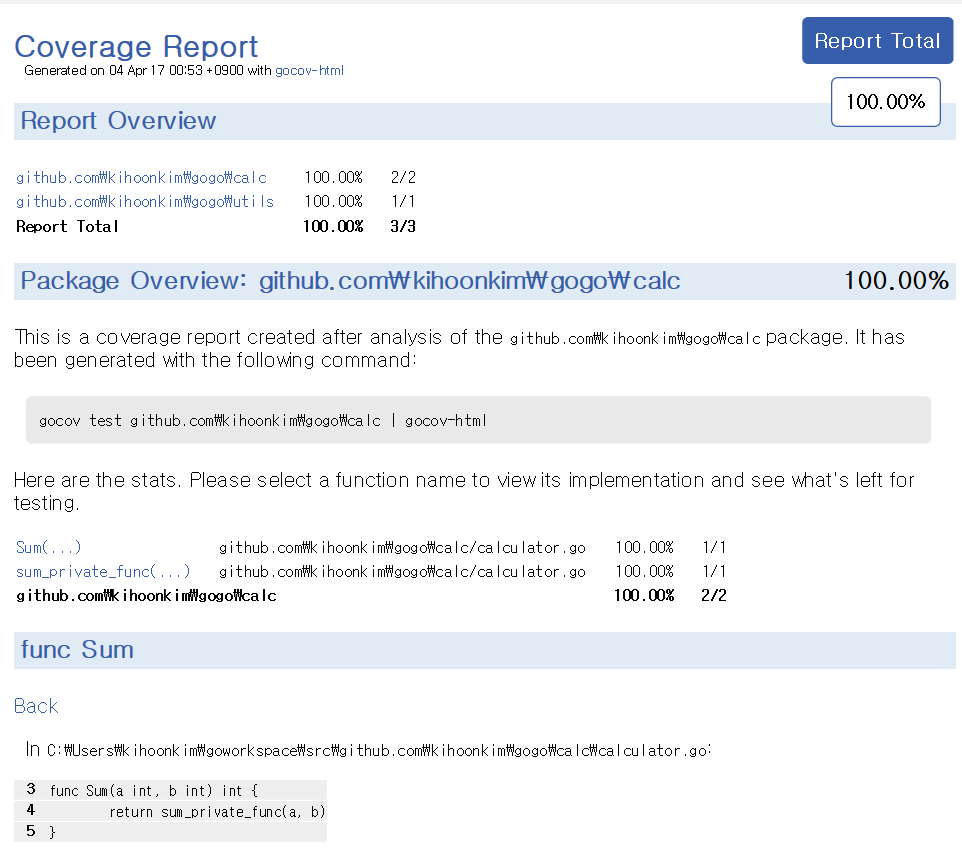 Coverage Report
Report Total
Generated on 04 Apr 17 00:53 +0900 with gocov-html
100.00%
Report Overview
github.com₩kihoonkim₩gogo₩calc 100.00% 2/2
github.com₩kihoonkim₩gogo₩utils 100.00% 1/1
Report Total 100.00% 3/3
Package Overview: github.com₩kihoonkim₩gogo₩calc 100.00%
This is a coverage report created after analysis of the github.com₩kihoonkim₩gogo₩calc package. It has
been generated with the following command:
gocov test github.com₩kihoonkim₩gogo₩calc | gocov-html
Here are the stats. Please select a function name to view its implementation and see what's left for
testing.
Sum(...) github.com₩kihoonkim₩gogo₩calc/calculator.go 100.00% 1/1
sum_private_func(...) github.com₩kihoonkim₩gogo₩calc/calculator.go 100.00% 1/1
github.com₩kihoonkim₩gogo₩calc 100.00% 2/2
func Sum
Back
In C:₩Users₩kihoonkim₩goworkspace₩src₩github.com₩kihoonkim₩gogo₩calc₩calculator.go:
3 func Sum(a int, b int) int {
4 return sum_private_func(a, b)
5 }